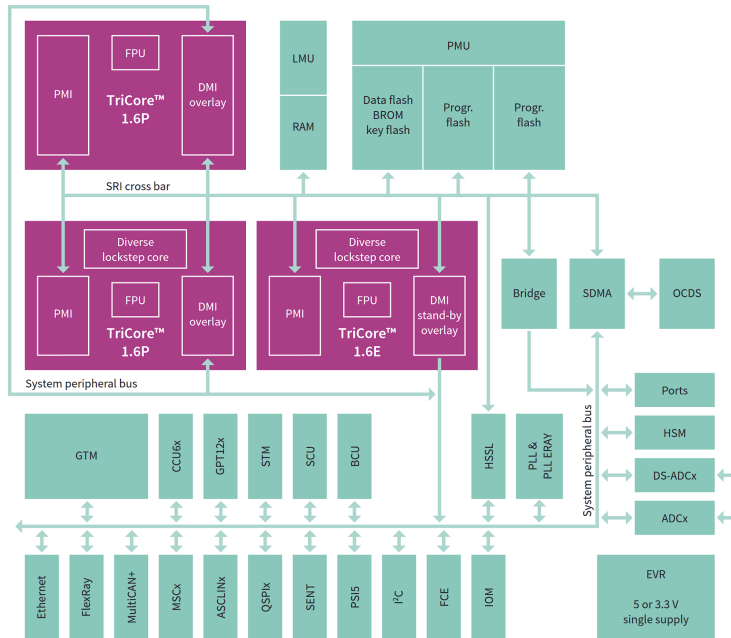 FPU
PMI
TriCore™
1.6P
DMI
overlay
LMU
RAM
PMU
Data flash
BROM
key flash
Progr.
flash
Progr.
flash
SRI cross bar
Diverse
lockstep core
PMI
FPU
DMI
overlay
TriCore™
1.6P
Diverse
lockstep core
PMI
FPU
DMI
stand-by
overlay
TriCore™
1.6E
Bridge
SDMA
OCDS
System peripheral bus
System peripheral bus
Ports
HSM
DS-ADCx
ADCx
GTM
CCU6x
GPT12x
STM
SCU
BCU
HSSL
PLL &
PLL ERAY
Ethernet
FlexRay
MultiCAN+
MSCx
ASCLINx
QSPIx
SENT
PSI5
I²C
FCE
IOM
EVR
5 or 3.3 V
single supply